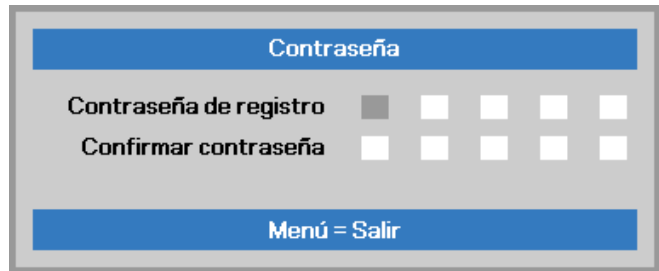 Contraseña
Contraseña de registro
Confirmar contraseña
Menú = Salir